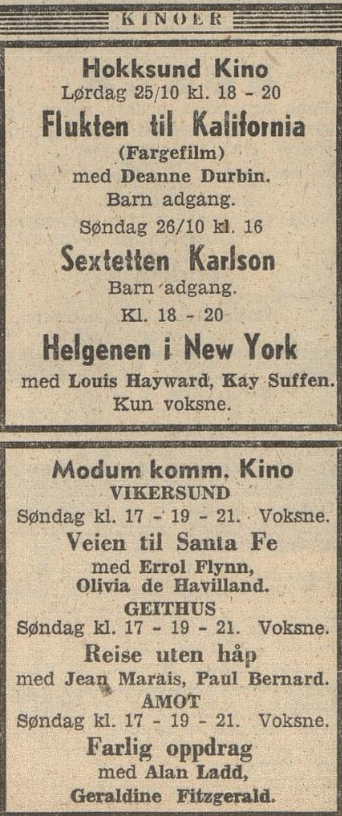 KINOER
Hokksund Kino
Lørdag 25/10 kl. 18 - 20
Flukten til Kalifornia
(Fargefilm)
med Deanne Durbin.
Barn adgang.
Søndag 26/10 kl. 16
Sextetten Karlson
Barn adgang.
Kl. 18 - 20
Helgenen i New York
med Louis Hayward, Kay Suffen.
Kun voksne.
Modum komm. Kino
VIKERSUND
Søndag kl. 17 - 19 - 21. Voksne.
Veien til Santa Fe
med Errol Flynn,
Olivia de Havilland.
GEITHUS
Søndag kl. 17 - 19 - 21. Voksne.
Reise uten håp
med Jean Marais, Paul Bernard.
AMOT
Søndag kl. 17 - 19 - 21. Voksne.
Farlig oppdrag
med Alan Ladd,
Geraldine Fitzgerald.